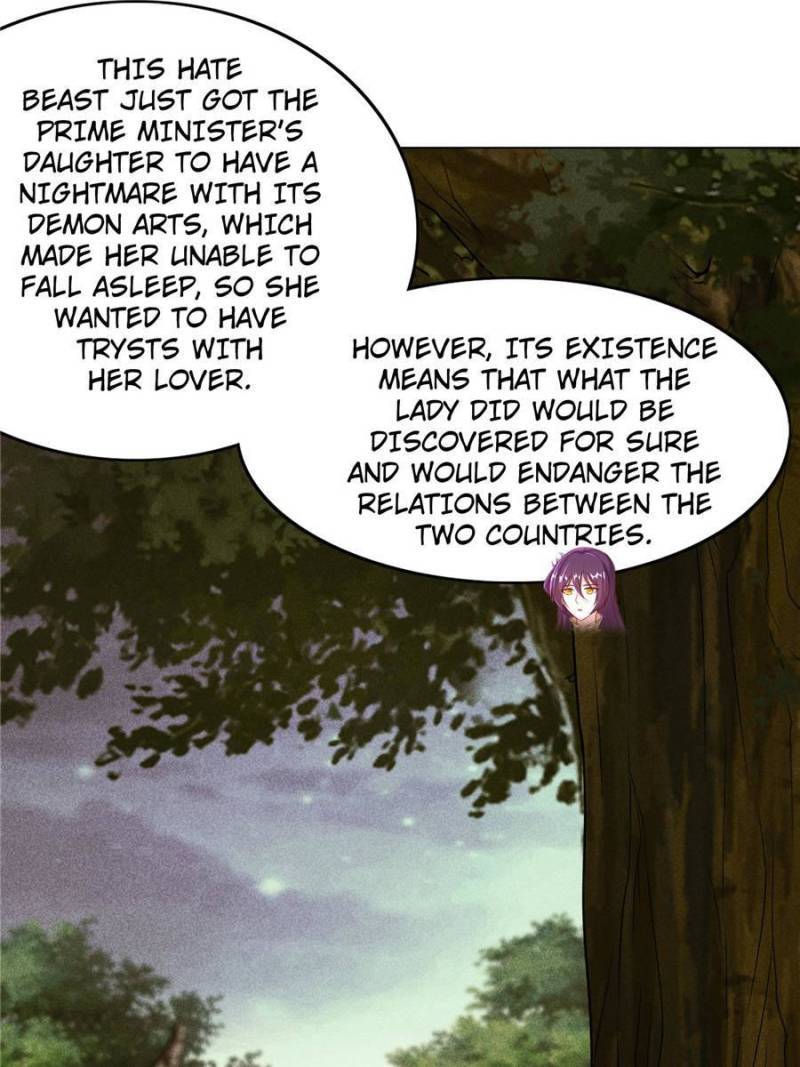 THIS HATE
BEAST JUST GOT THE
PRIME MINISTER'S
DAUGHTER TO HAVE A
NIGHTMARE WITH ITS
DEMON ARTS, WHICH
MADE HER UNABLE TO
FALL ASLEEP, SO SHE
WANTED TO HAVE
TRYSTS WITH
HER LOVER.
HOWEVER, ITS EXISTENCE
MEANS THAT WHAT THE
LADY DID WOULD BE
DISCOVERED FOR SURE
AND WOULD ENDANGER THE
RELATIONS BETWEEN THE
TWO COUNTRIES.